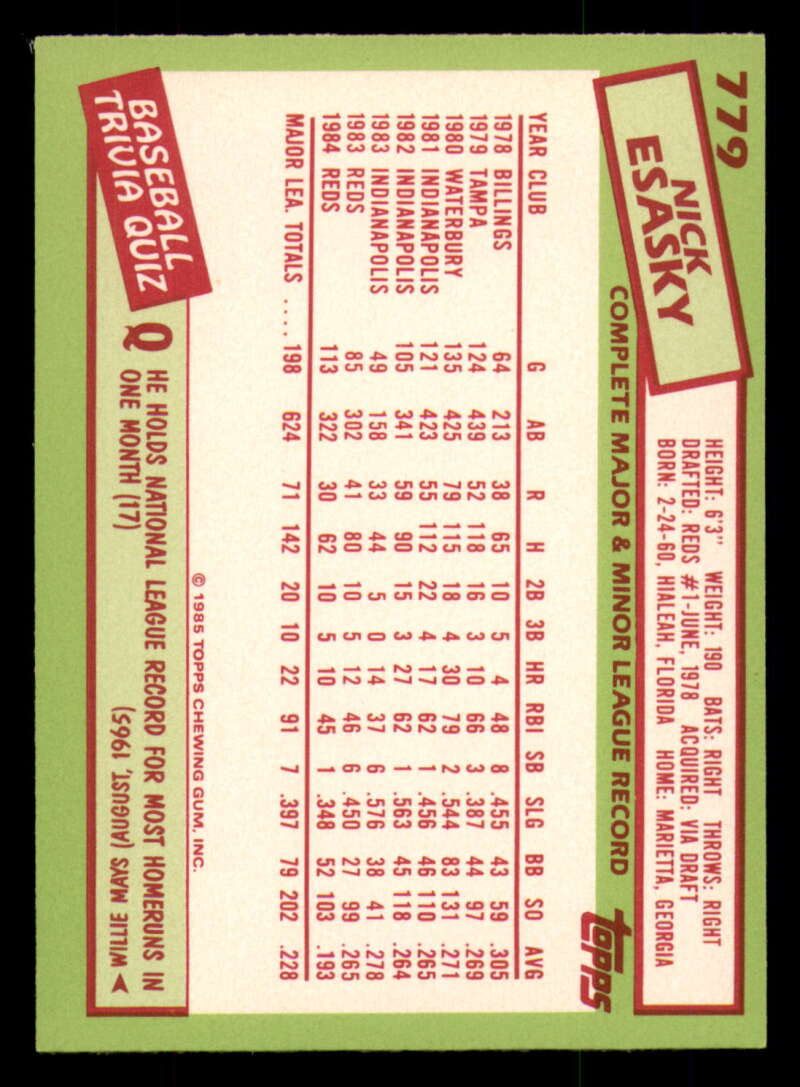 779
NICK
ESASKY
HEIGHT: 6'3" WEIGHT: 190 BATS: RIGHT THROWS: RIGHT
DRAFTED: REDS #1-JUNE, 1978 ACQUIRED: VIA DRAFT
BORN: 2-24-60, HIALEAH, FLORIDA HOME: MARIETTA, GEORGIA
COMPLETE MAJOR & MINOR LEAGUE RECORD
topps
YEAR CLUB G AB R H 2B 3B HR RBI SB SLG BB SO AVG
1978 BILLINGS 64 213 38 65 10 5 4 48 8 .455 43 59 .305
1979 TAMPA 124 439 52 118 16 3 10 66 3 .387 44 97 .269
1980 WATERBURY 135 425 79 115 18 4 30 79 2 .544 83 131 .271
1981 INDIANAPOLIS 121 423 55 112 22 4 17 62 1 .456 46 110 .265
1982 INDIANAPOLIS 105 341 59 90 15 3 27 62 1 .563 45 118 .264
1983 INDIANAPOLIS 49 158 33 44 5 0 14 37 6 .576 38 41 .278
1983 REDS 85 302 41 80 10 5 12 46 6 .450 27 99 .265
1984 REDS 113 322 30 62 10 5 10 45 1 .348 52 103 .193
MAJOR LEA. TOTALS .... 198 624 71 142 20 10 22 91 7 .397 79 202 .228
© 1985 TOPPS CHEWING GUM, INC.
BASEBALL
TRIVIA QUIZ
Q HE HOLDS NATIONAL LEAGUE RECORD FOR MOST HOMERUNS IN
ONE MONTH (17)
A WILLIE MAYS (AUGUST, 1965)